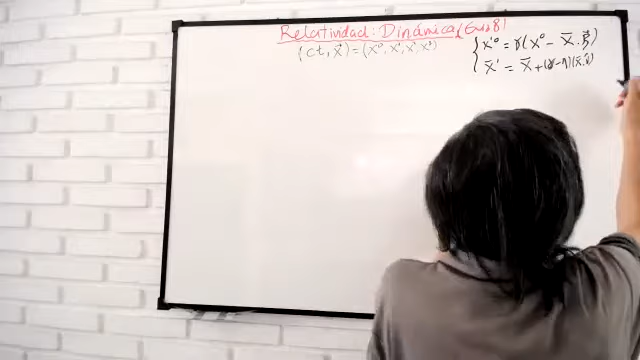 Relatividad: Dinámica (Guía 8)
(ct, x⃗) = (x⁰, x¹, x², x³)
x'⁰ = γ(x⁰ - x̄ · β⃗)
x̄' = x̄ + (γ-1)(x̄·